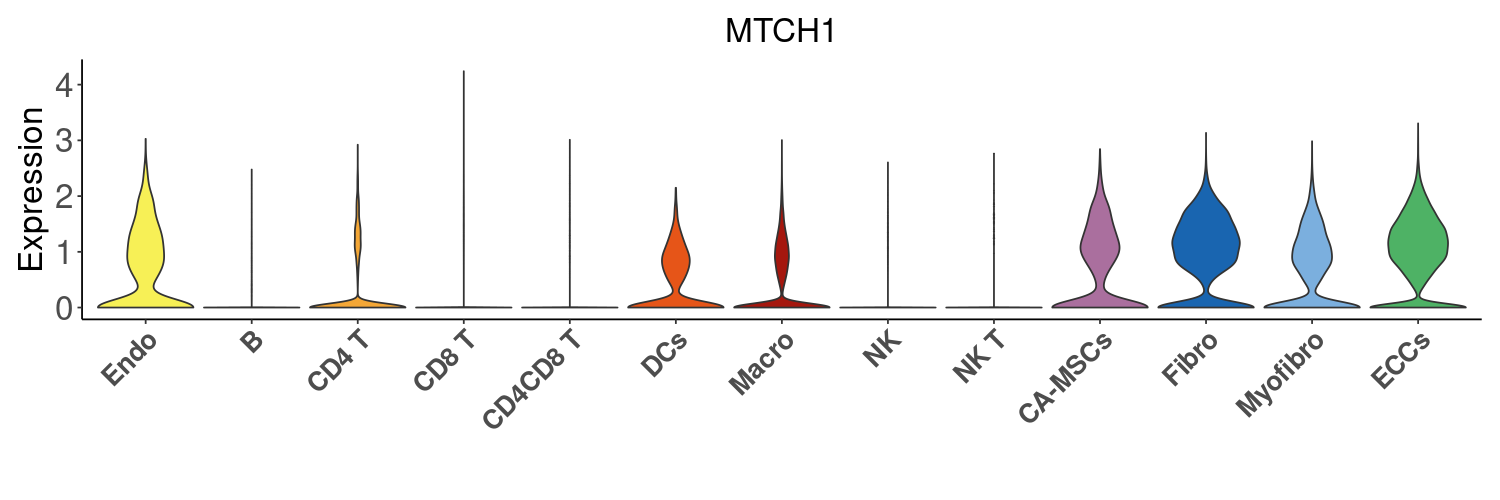 MTCH1
Expression
4
3
2
1
0
Endo
B
CD4 T
CD8 T
CD4CD8 T
DCs
Macro
NK
NK T
CA-MSCs
Fibro
Myofibro
ECCs